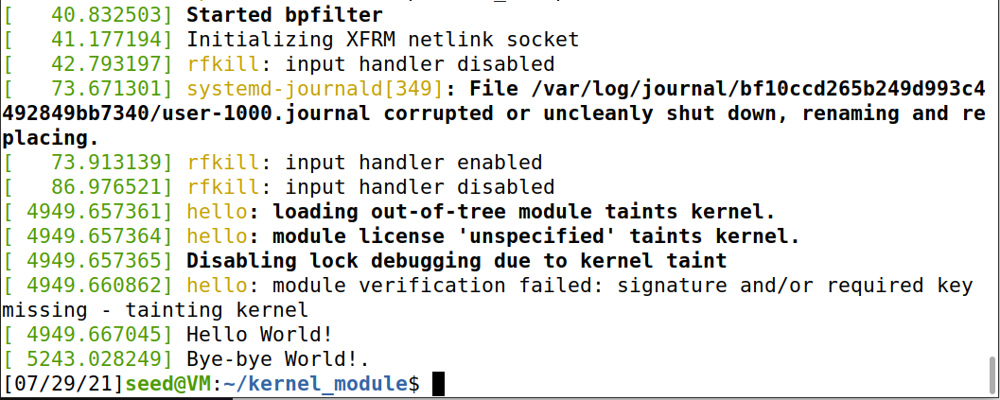 [   40.832503] Started bpfilter
[   41.177194] Initializing XFRM netlink socket
[   42.793197] rfkill: input handler disabled
[   73.671301] systemd-journald[349]: File /var/log/journal/bf10ccd265b249d993c4
492849bb7340/user-1000.journal corrupted or uncleanly shut down, renaming and re
placing.
[   73.913139] rfkill: input handler enabled
[   86.976521] rfkill: input handler disabled
[ 4949.657361] hello: loading out-of-tree module taints kernel.
[ 4949.657364] hello: module license 'unspecified' taints kernel.
[ 4949.657365] Disabling lock debugging due to kernel taint
[ 4949.660862] hello: module verification failed: signature and/or required key
missing - tainting kernel
[ 4949.667045] Hello World!
[ 5243.028249] Bye-bye World!.
[07/29/21]seed@VM:~/kernel_module$